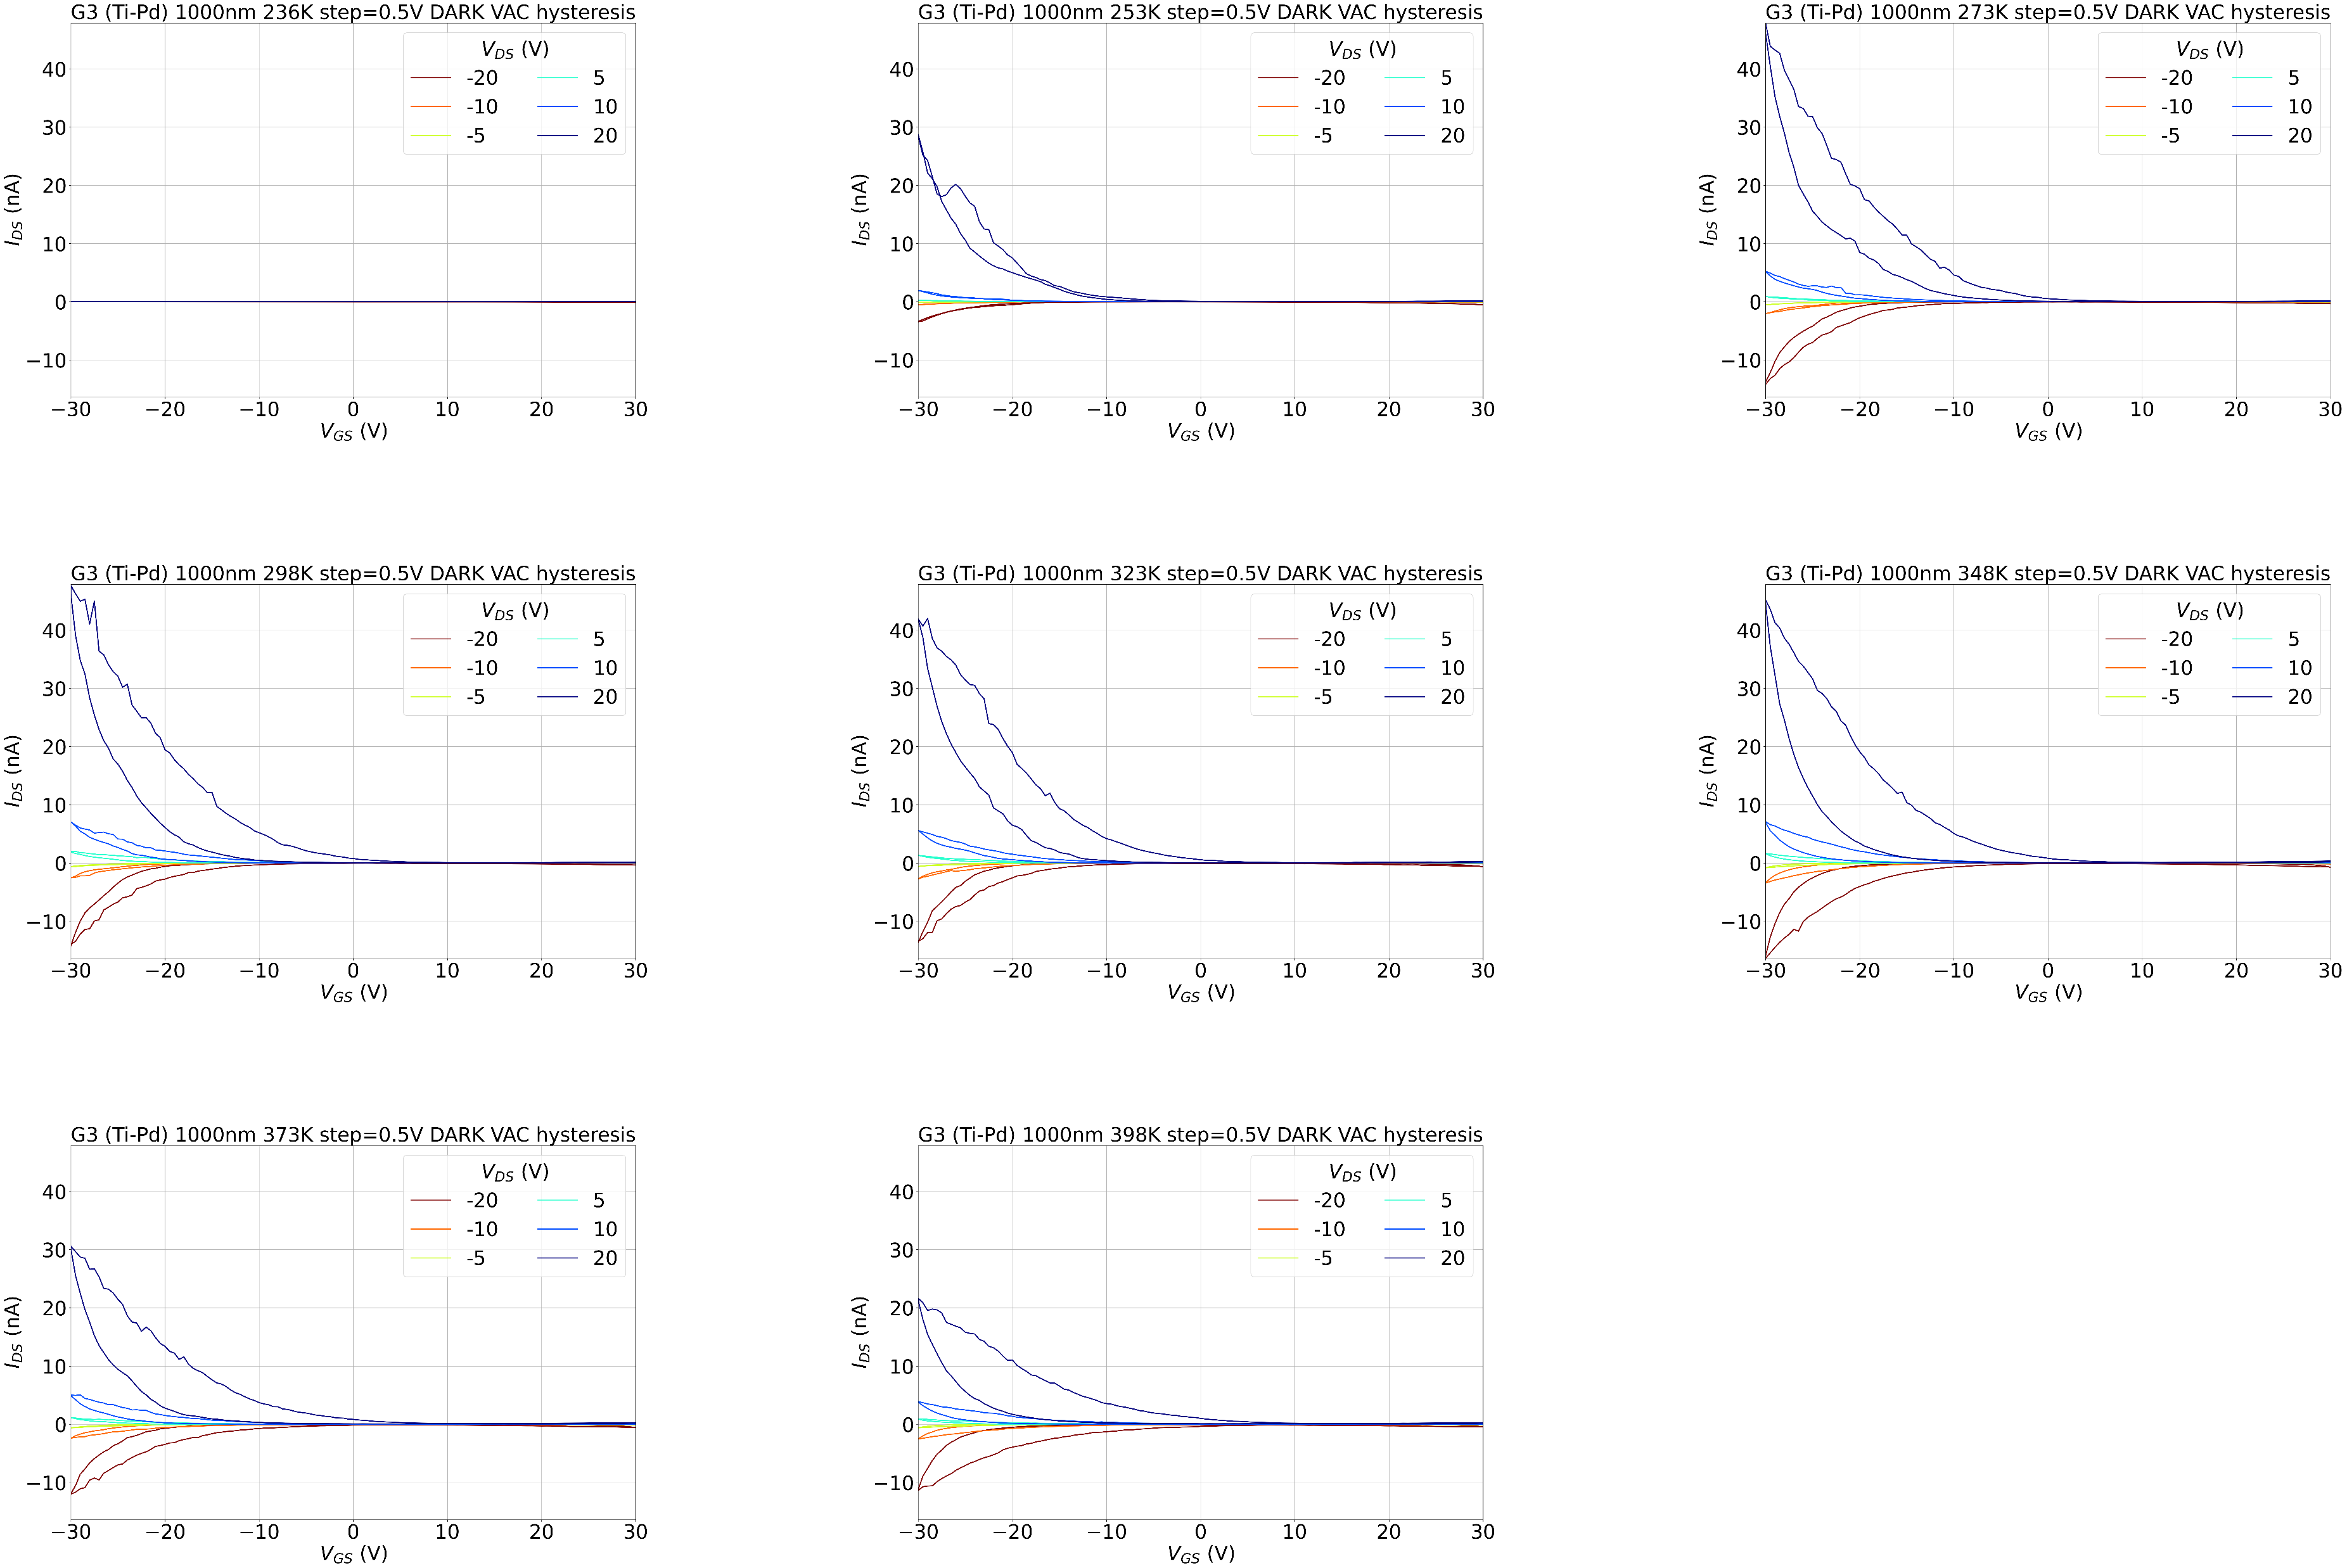 G3 (Ti-Pd) 1000nm 236K step=0.5V DARK VAC hysteresis
V_DS (V)
-20 5
-10 10
-5 20
40
30
20
10
0
−10
I_DS (nA)
−30 −20 −10 0 10 20 30
V_GS (V)
G3 (Ti-Pd) 1000nm 253K step=0.5V DARK VAC hysteresis
V_DS (V)
-20 5
-10 10
-5 20
40
30
20
10
0
−10
I_DS (nA)
−30 −20 −10 0 10 20 30
V_GS (V)
G3 (Ti-Pd) 1000nm 273K step=0.5V DARK VAC hysteresis
V_DS (V)
-20 5
-10 10
-5 20
40
30
20
10
0
−10
I_DS (nA)
−30 −20 −10 0 10 20 30
V_GS (V)
G3 (Ti-Pd) 1000nm 298K step=0.5V DARK VAC hysteresis
V_DS (V)
-20 5
-10 10
-5 20
40
30
20
10
0
−10
I_DS (nA)
−30 −20 −10 0 10 20 30
V_GS (V)
G3 (Ti-Pd) 1000nm 323K step=0.5V DARK VAC hysteresis
V_DS (V)
-20 5
-10 10
-5 20
40
30
20
10
0
−10
I_DS (nA)
−30 −20 −10 0 10 20 30
V_GS (V)
G3 (Ti-Pd) 1000nm 348K step=0.5V DARK VAC hysteresis
V_DS (V)
-20 5
-10 10
-5 20
40
30
20
10
0
−10
I_DS (nA)
−30 −20 −10 0 10 20 30
V_GS (V)
G3 (Ti-Pd) 1000nm 373K step=0.5V DARK VAC hysteresis
V_DS (V)
-20 5
-10 10
-5 20
40
30
20
10
0
−10
I_DS (nA)
−30 −20 −10 0 10 20 30
V_GS (V)
G3 (Ti-Pd) 1000nm 398K step=0.5V DARK VAC hysteresis
V_DS (V)
-20 5
-10 10
-5 20
40
30
20
10
0
−10
I_DS (nA)
−30 −20 −10 0 10 20 30
V_GS (V)